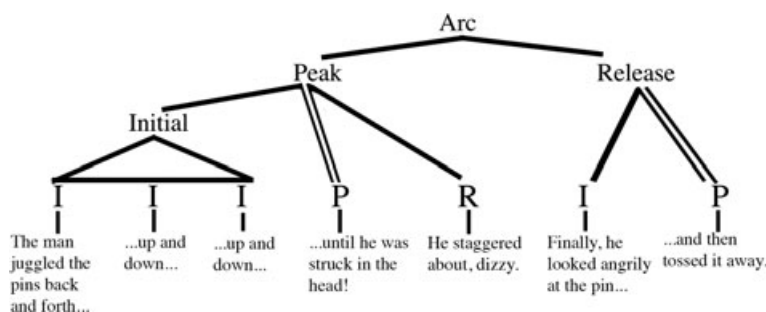 Arc
Peak
Release
Initial
I
I
I
P
R
I
P
The man
juggled the
pins back
and forth...
...up and
down...
...up and
down...
...until he was
struck in the
head!
He staggered
about, dizzy.
Finally, he
looked angrily
at the pin...
...and then
tossed it away.